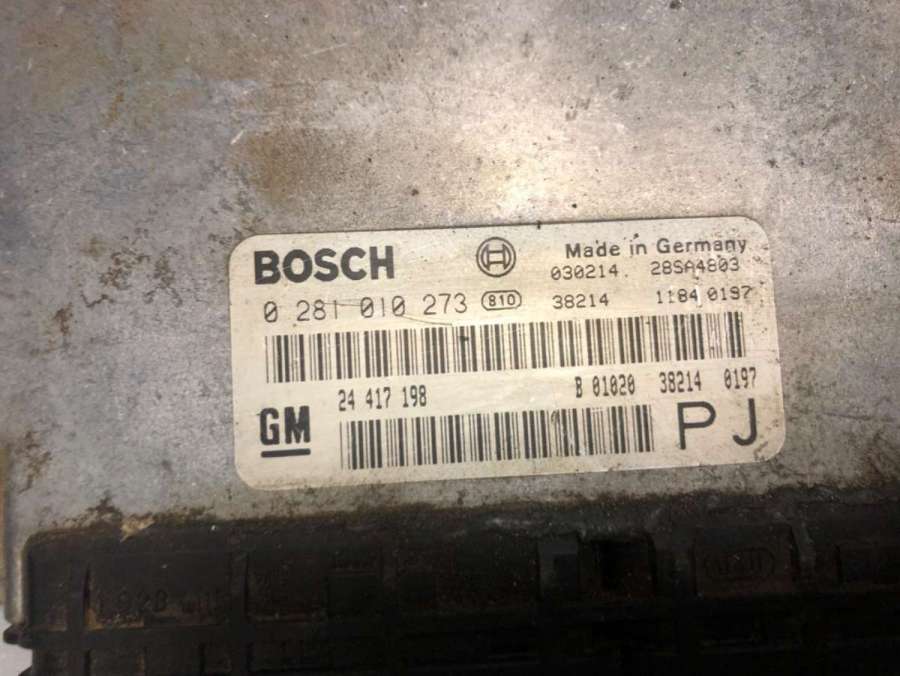 BOSCH Made in Germany
030214 28SA4803
0 281 010 273 810 38214 1184 0197
24 417 198 B 01020 38214 0197
GM PJ